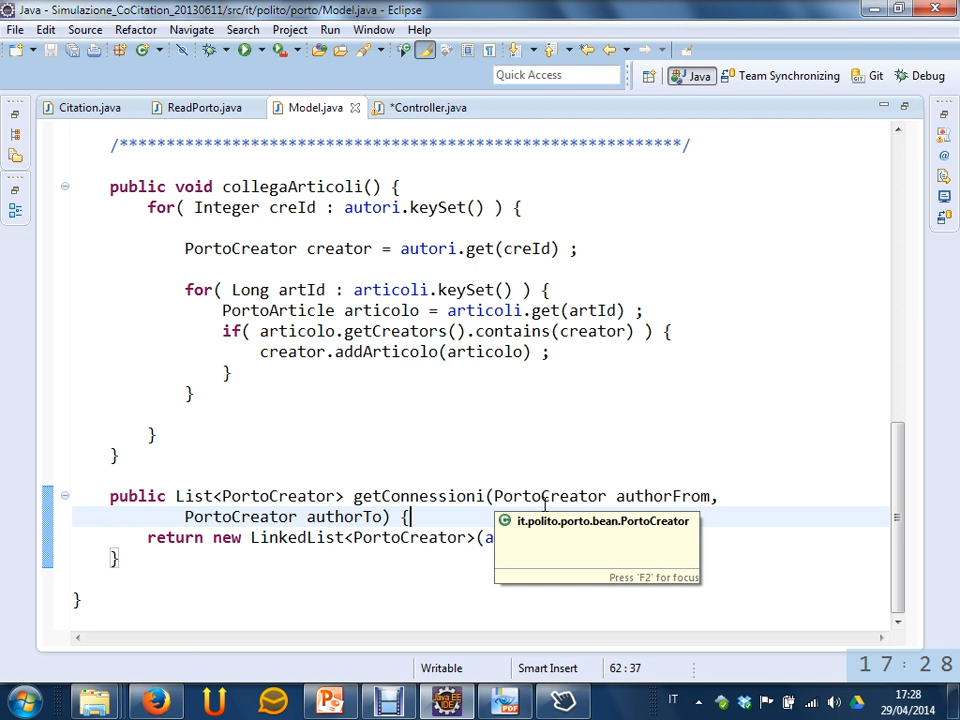 Java - Simulazione_CoCitation_20130611/src/it/polito/porto/Model.java - Eclipse
File Edit Source Refactor Navigate Search Project Run Window Help
Quick Access
Java Team Synchronizing Git Debug
Citation.java ReadPorto.java Model.java *Controller.java
/************************************************************/
public void collegaArticoli() {
for( Integer creId : autori.keySet() ) {
PortoCreator creator = autori.get(creId) ;
for( Long artId : articoli.keySet() ) {
PortoArticle articolo = articoli.get(artId) ;
if( articolo.getCreators().contains(creator) ) {
creator.addArticolo(articolo) ;
}
}
}
}
public List<PortoCreator> getConnessioni(PortoCreator authorFrom,
PortoCreator authorTo) {
it.polito.porto.bean.PortoCreator
return new LinkedList<PortoCreator>(a
}
Press 'F2' for focus
}
Writable Smart Insert 62 : 37
17:28
IT
17:28
29/04/2014